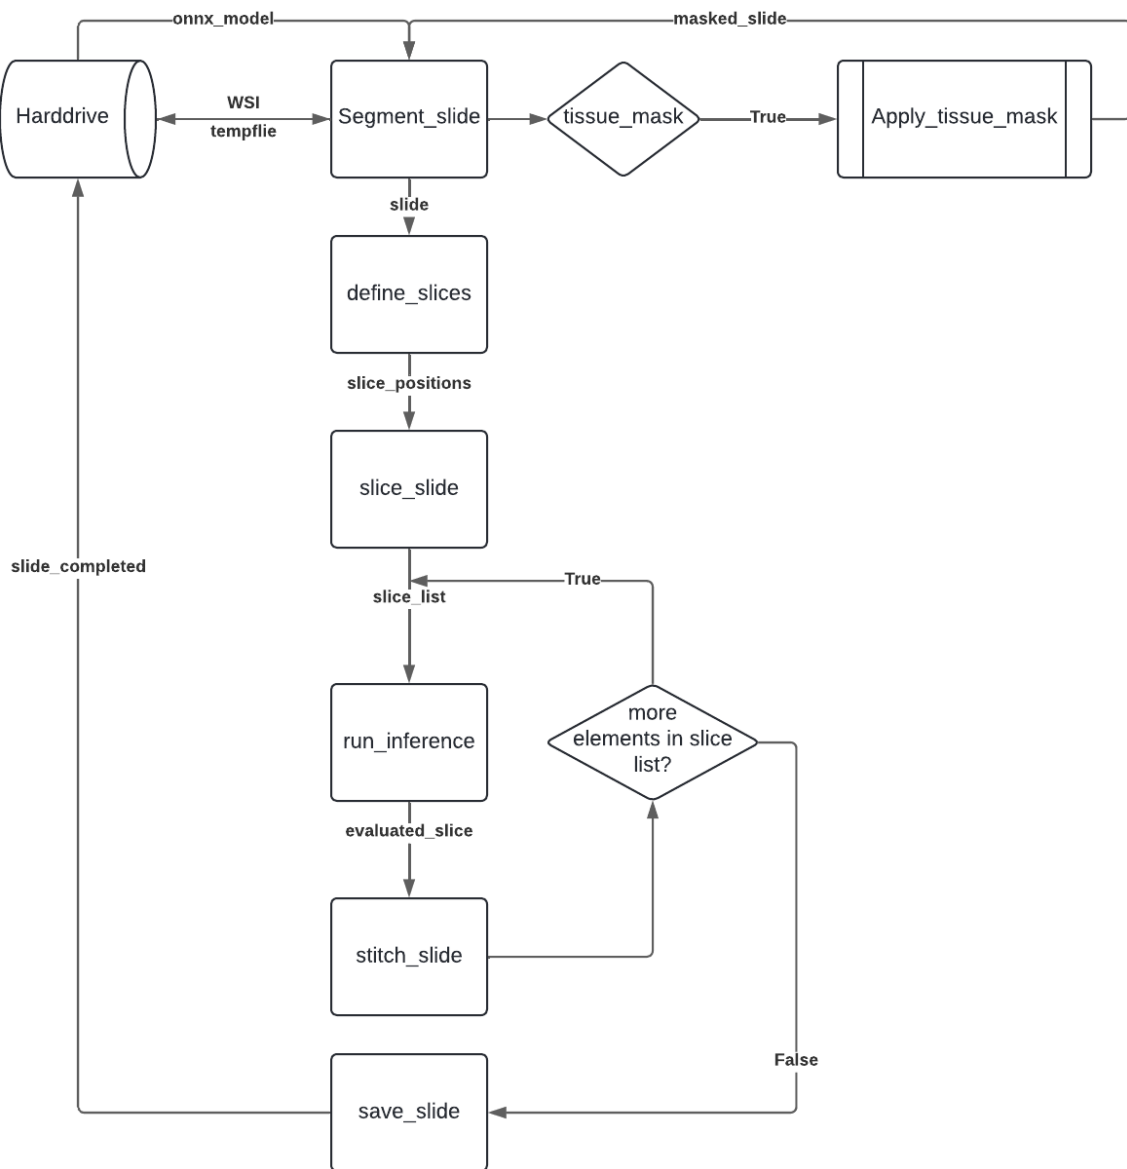 onnx_model
masked_slide
Harddrive
WSI
tempflie
Segment_slide
tissue_mask
True
Apply_tissue_mask
slide
define_slices
slice_positions
slice_slide
slide_completed
True
slice_list
run_inference
more
elements in slice
list?
evaluated_slice
stitch_slide
False
save_slide